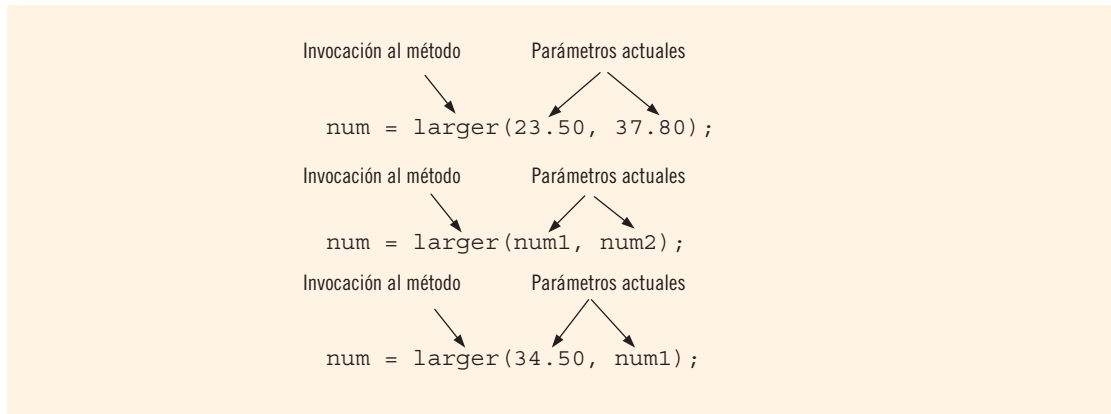 Invocación al método Parámetros actuales
num = larger(23.50, 37.80);
Invocación al método Parámetros actuales
num = larger(num1, num2);
Invocación al método Parámetros actuales
num = larger(34.50, num1);